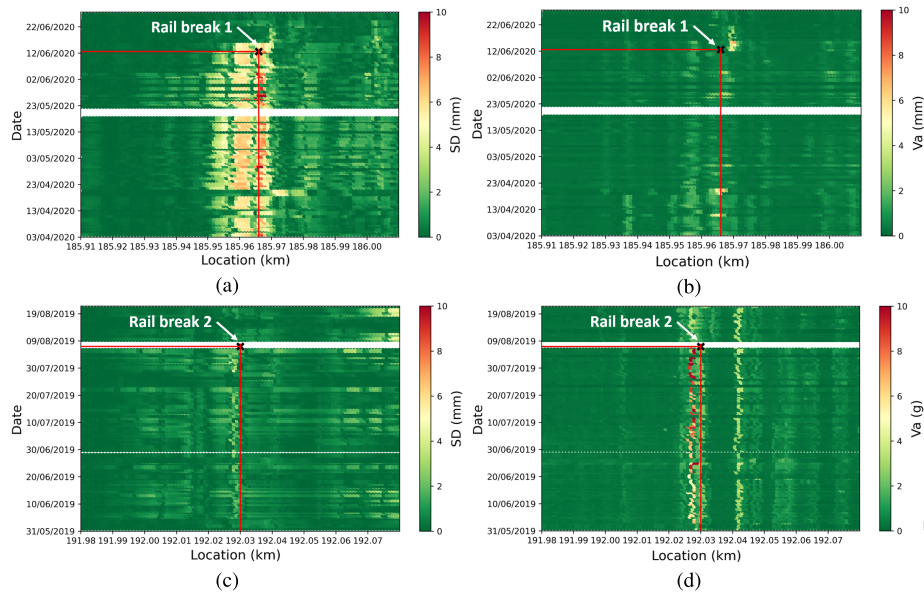 Rail break 1
22/06/2020
12/06/2020
02/06/2020
23/05/2020
13/05/2020
03/05/2020
23/04/2020
13/04/2020
03/04/2020
Date
185.91 185.92 185.93 185.94 185.95 185.96 185.97 185.98 185.99 186.00
Location (km)
10
8
6
4
2
0
SD (mm)
(a)
Rail break 1
22/06/2020
12/06/2020
02/06/2020
23/05/2020
13/05/2020
03/05/2020
23/04/2020
13/04/2020
03/04/2020
Date
185.91 185.92 185.93 185.94 185.95 185.96 185.97 185.98 185.99 186.00
Location (km)
10
8
6
4
2
0
Va (mm)
(b)
Rail break 2
19/08/2019
09/08/2019
30/07/2019
20/07/2019
10/07/2019
30/06/2019
20/06/2019
10/06/2019
31/05/2019
Date
191.98 191.99 192.00 192.01 192.02 192.03 192.04 192.05 192.06 192.07
Location (km)
10
8
6
4
2
0
SD (mm)
(c)
Rail break 2
19/08/2019
09/08/2019
30/07/2019
20/07/2019
10/07/2019
30/06/2019
20/06/2019
10/06/2019
31/05/2019
Date
191.98 191.99 192.00 192.01 192.02 192.03 192.04 192.05 192.06 192.07
Location (km)
10
8
6
4
2
0
Va (g)
(d)